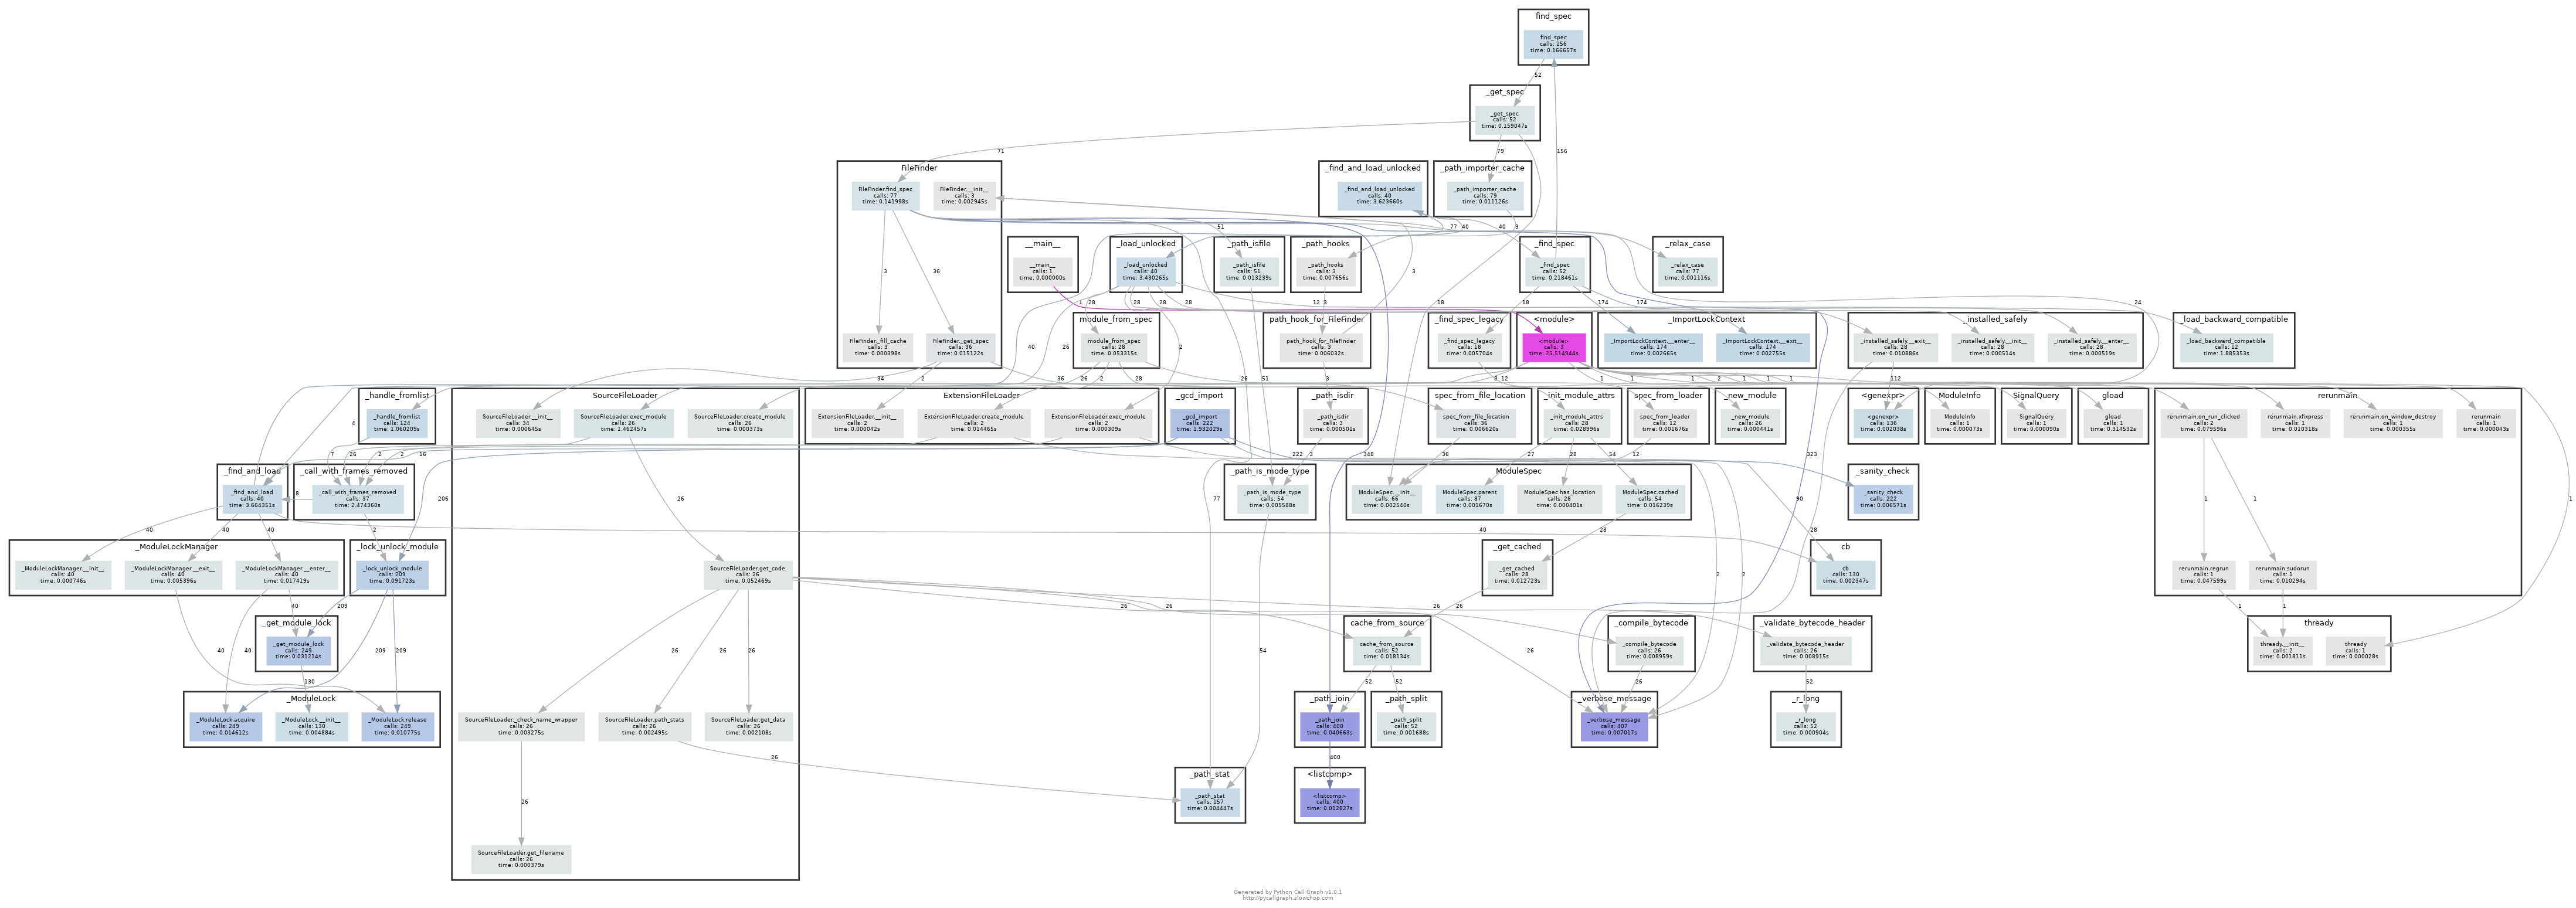 find_spec
find_spec
calls: 156
time: 0.166657s
52
_get_spec
_get_spec
calls: 52
time: 0.159047s
71
79
156
FileFinder
FileFinder.find_spec
calls: 77
time: 0.141998s
FileFinder.__init__
calls: 3
time: 0.002945s
_find_and_load_unlocked
_find_and_load_unlocked
calls: 40
time: 3.623660s
_path_importer_cache
_path_importer_cache
calls: 79
time: 0.011126s
51
77
40
40
3
__main__
__main__
calls: 1
time: 0.000000s
_load_unlocked
_load_unlocked
calls: 40
time: 3.430265s
_path_isfile
_path_isfile
calls: 51
time: 0.013239s
_path_hooks
_path_hooks
calls: 3
time: 0.007656s
_find_spec
_find_spec
calls: 52
time: 0.218461s
_relax_case
_relax_case
calls: 77
time: 0.001116s
3
36
3
1
28
28
28
28
12
3
18
18
174
174
24
FileFinder._fill_cache
calls: 3
time: 0.000398s
FileFinder._get_spec
calls: 36
time: 0.015122s
module_from_spec
module_from_spec
calls: 28
time: 0.053315s
path_hook_for_FileFinder
path_hook_for_FileFinder
calls: 3
time: 0.006032s
_find_spec_legacy
_find_spec_legacy
calls: 18
time: 0.005704s
<module>
<module>
calls: 3
time: 25.514944s
_ImportLockContext
_ImportLockContext.__enter__
calls: 174
time: 0.002665s
_ImportLockContext.__exit__
calls: 174
time: 0.002755s
_installed_safely
_installed_safely.__exit__
calls: 28
time: 0.010886s
_installed_safely.__init__
calls: 28
time: 0.000514s
_installed_safely.__enter__
calls: 28
time: 0.000519s
_load_backward_compatible
_load_backward_compatible
calls: 12
time: 1.885353s
40
26
2
34
2
36
26
2
28
26
51
3
12
1
1
1
2
1
1
112
_handle_fromlist
_handle_fromlist
calls: 124
time: 1.060209s
SourceFileLoader
SourceFileLoader.__init__
calls: 34
time: 0.000645s
SourceFileLoader.exec_module
calls: 26
time: 1.462457s
SourceFileLoader.create_module
calls: 26
time: 0.000373s
ExtensionFileLoader
ExtensionFileLoader.__init__
calls: 2
time: 0.000042s
ExtensionFileLoader.create_module
calls: 2
time: 0.014465s
ExtensionFileLoader.exec_module
calls: 2
time: 0.000309s
_gcd_import
_gcd_import
calls: 222
time: 1.932029s
_path_isdir
_path_isdir
calls: 3
time: 0.000501s
spec_from_file_location
spec_from_file_location
calls: 36
time: 0.006620s
_init_module_attrs
_init_module_attrs
calls: 28
time: 0.028996s
spec_from_loader
spec_from_loader
calls: 12
time: 0.001676s
_new_module
_new_module
calls: 26
time: 0.000441s
<genexpr>
<genexpr>
calls: 136
time: 0.002038s
ModuleInfo
ModuleInfo
calls: 1
time: 0.000073s
SignalQuery
SignalQuery
calls: 1
time: 0.000090s
gload
gload
calls: 1
time: 0.314532s
rerunmain
rerunmain.on_run_clicked
calls: 2
time: 0.079596s
rerunmain.xfixpress
calls: 1
time: 0.010318s
rerunmain.on_window_destroy
calls: 1
time: 0.000355s
rerunmain
calls: 1
time: 0.000043s
4
7
26
2
2
16
222
348
3
36
27
28
54
12
323
_find_and_load
_find_and_load
calls: 40
time: 3.664351s
8
_call_with_frames_removed
_call_with_frames_removed
calls: 37
time: 2.474360s
206
26
_path_is_mode_type
_path_is_mode_type
calls: 54
time: 0.005588s
77
ModuleSpec
ModuleSpec.__init__
calls: 66
time: 0.002540s
ModuleSpec.parent
calls: 87
time: 0.001670s
ModuleSpec.has_location
calls: 28
time: 0.000401s
ModuleSpec.cached
calls: 54
time: 0.016239s
90
_sanity_check
_sanity_check
calls: 222
time: 0.006571s
1
1
1
40
40
40
2
40
28
28
_ModuleLockManager
_ModuleLockManager.__init__
calls: 40
time: 0.000746s
_ModuleLockManager.__exit__
calls: 40
time: 0.005396s
_ModuleLockManager.__enter__
calls: 40
time: 0.017419s
_lock_unlock_module
_lock_unlock_module
calls: 209
time: 0.091723s
SourceFileLoader.get_code
calls: 26
time: 0.052469s
_get_cached
_get_cached
calls: 28
time: 0.012723s
2
2
cb
cb
calls: 130
time: 0.002347s
rerunmain.regrun
calls: 1
time: 0.047599s
rerunmain.sudorun
calls: 1
time: 0.010294s
40
209
26
26
26
26
1
1
_get_module_lock
_get_module_lock
calls: 249
time: 0.031214s
40
209
209
26
26
26
54
cache_from_source
cache_from_source
calls: 52
time: 0.018134s
26
_compile_bytecode
_compile_bytecode
calls: 26
time: 0.008959s
_validate_bytecode_header
_validate_bytecode_header
calls: 26
time: 0.008915s
thready
thready.__init__
calls: 2
time: 0.001811s
thready
calls: 1
time: 0.000028s
130
52
52
26
52
_ModuleLock
_ModuleLock.acquire
calls: 249
time: 0.014612s
_ModuleLock.__init__
calls: 130
time: 0.004884s
_ModuleLock.release
calls: 249
time: 0.010775s
SourceFileLoader._check_name_wrapper
calls: 26
time: 0.003275s
SourceFileLoader.path_stats
calls: 26
time: 0.002495s
SourceFileLoader.get_data
calls: 26
time: 0.002108s
_path_join
_path_join
calls: 400
time: 0.040663s
_path_split
_path_split
calls: 52
time: 0.001688s
_verbose_message
_verbose_message
calls: 407
time: 0.007017s
_r_long
_r_long
calls: 52
time: 0.000904s
26
26
400
_path_stat
_path_stat
calls: 157
time: 0.004447s
<listcomp>
<listcomp>
calls: 400
time: 0.012827s
SourceFileLoader.get_filename
calls: 26
time: 0.000379s
Generated by Python Call Graph v1.0.1
http://pycallgraph.slowchop.com